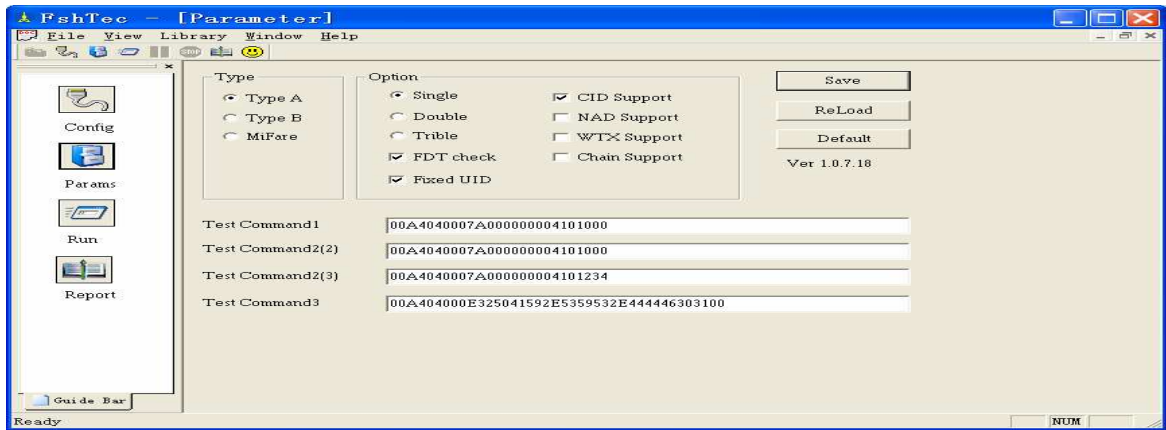 FshTec - [Parameter]
File View Library Window Help
Config
Params
Run
Report
Guide Bar
Type
Type A
Type B
MiFare
Option
Single
Double
Trible
FDT check
Fixed UID
CID Support
NAD Support
WTX Support
Chain Support
Save
ReLoad
Default
Ver 1.0.7.18
Test Command1
00A4040007A000000004101000
Test Command2(2)
00A4040007A000000004101000
Test Command2(3)
00A4040007A000000004101234
Test Command3
00A404000E325041592E5359532E444446303100
Ready
NUM